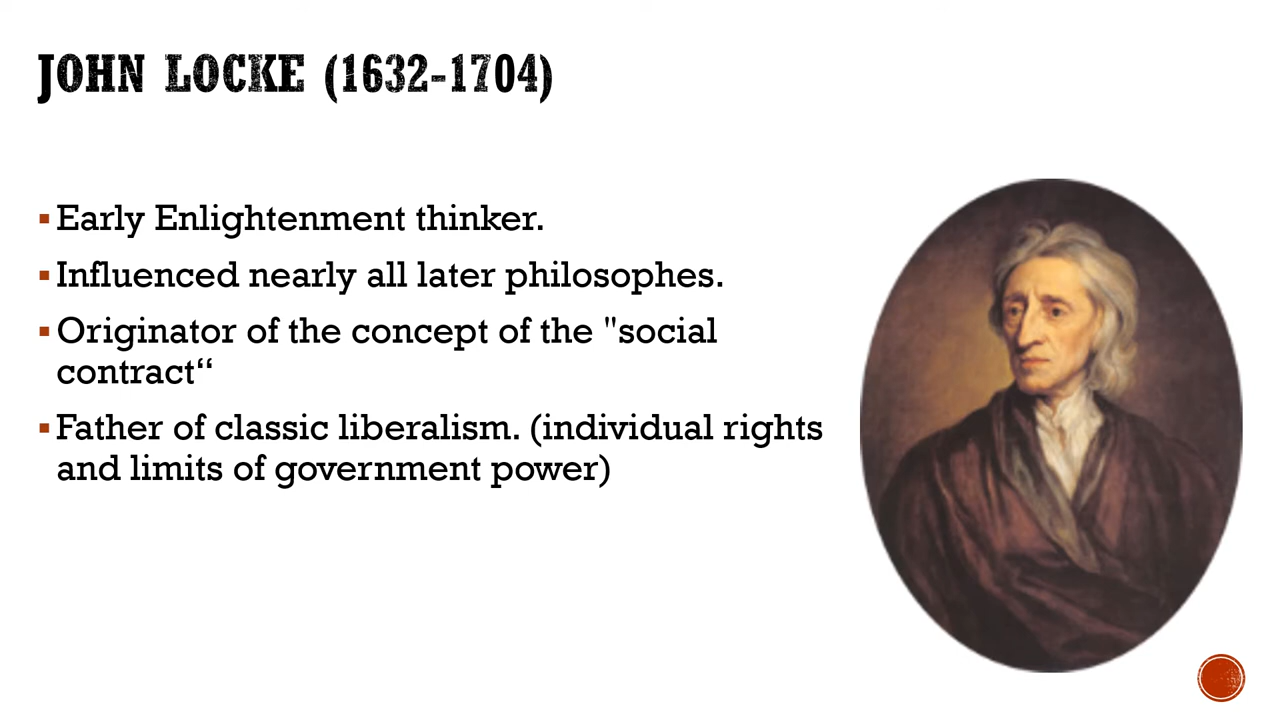 JOHN LOCKE (1632-1704)
▪Early Enlightenment thinker.
▪Influenced nearly all later philosophes.
▪Originator of the concept of the "social
contract“
▪Father of classic liberalism. (individual rights
and limits of government power)